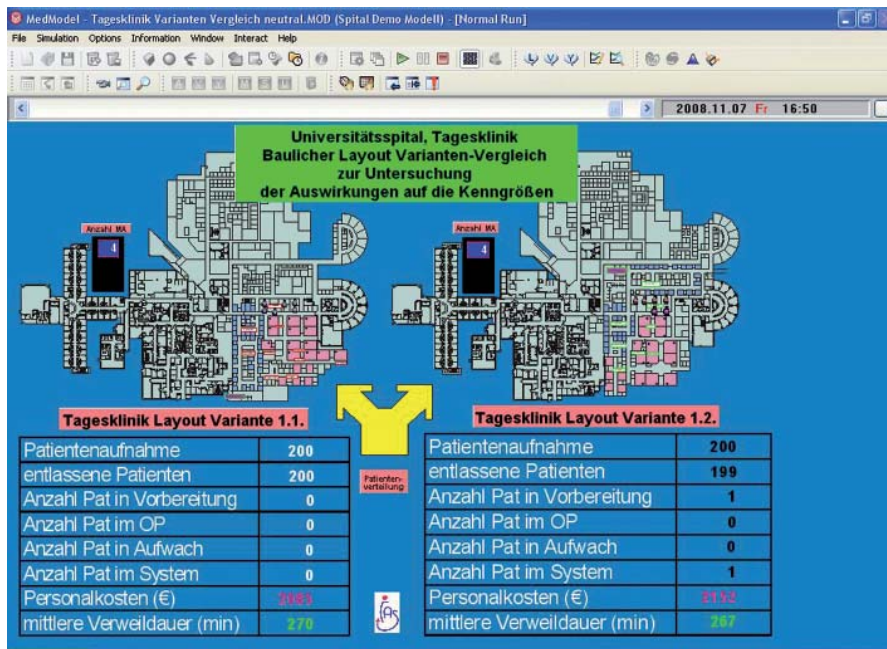 MedModel - Tagesklinik Varianten Vergleich neutral.MOD (Spital Demo Modell) - [Normal Run]
File Simulation Options Information Window Interact Help
2008.11.07 Fr 16:50
Universitätsspital, Tagesklinik
Baulicher Layout Varianten-Vergleich
zur Untersuchung
der Auswirkungen auf die Kenngrößen
Anzahl MA
4
Anzahl MA
4
Tagesklinik Layout Variante 1.1.
Patientenaufnahme 200
entlassene Patienten 200
Anzahl Pat in Vorbereitung 0
Anzahl Pat im OP 0
Anzahl Pat in Aufwach 0
Anzahl Pat im System 0
Personalkosten (€)
mittlere Verweildauer (min) 270
Patienten-
verteilung
Tagesklinik Layout Variante 1.2.
Patientenaufnahme 200
entlassene Patienten 199
Anzahl Pat in Vorbereitung 1
Anzahl Pat im OP 0
Anzahl Pat in Aufwach 0
Anzahl Pat im System 1
Personalkosten (€)
mittlere Verweildauer (min) 267